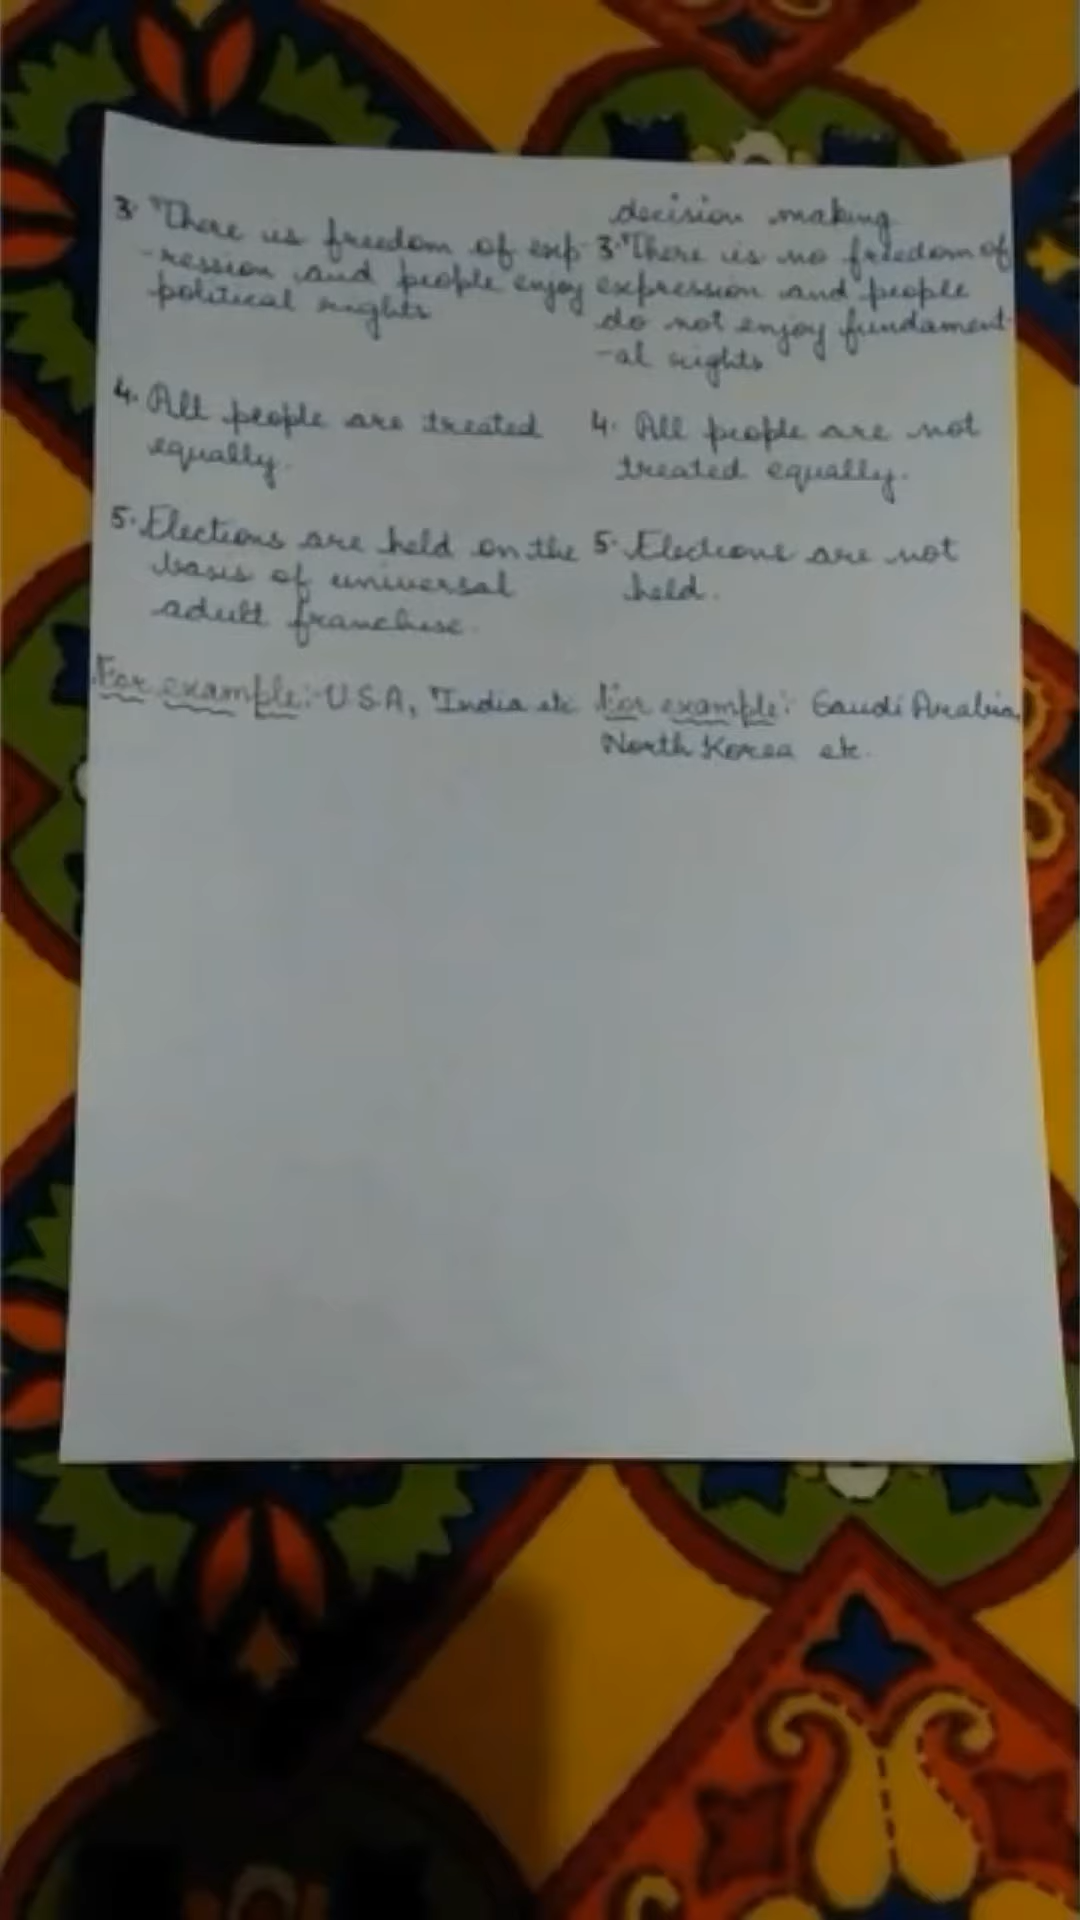 decision making
3. There is freedom of exp
-ression and people enjoy
political rights
3. There is no freedom of
expression and people
do not enjoy fundament-
-al rights
4. All people are treated
equally.
4. All people are not
treated equally.
5. Elections are held on the
basis of universal
adult franchise.
5. Elections are not
held.
For example:- U.S.A, India etc
For example:- Saudi Arabia,
North Korea etc.